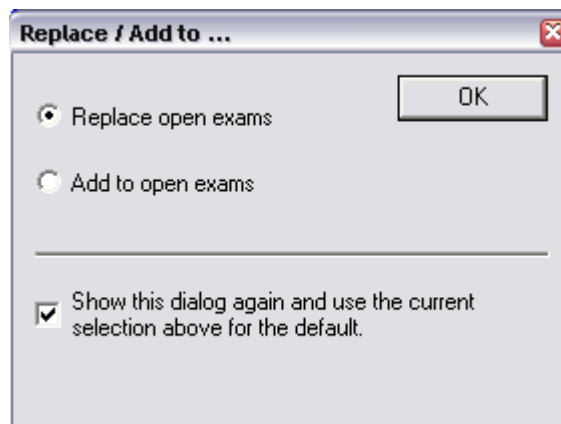 Replace / Add to ...
OK
Replace open exams
Add to open exams
Show this dialog again and use the current
selection above for the default.